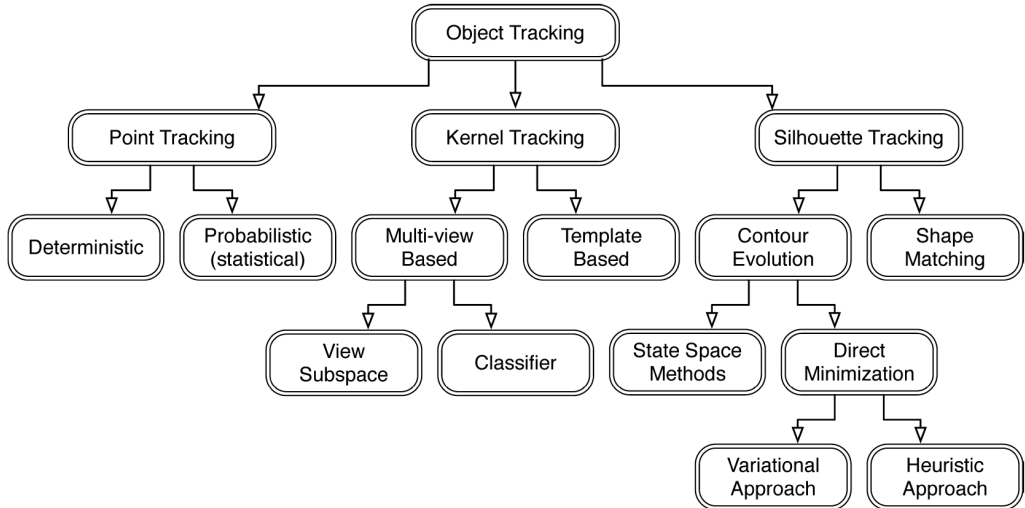 Object Tracking
Point Tracking
Kernel Tracking
Silhouette Tracking
Deterministic
Probabilistic
(statistical)
Multi-view
Based
Template
Based
Contour
Evolution
Shape
Matching
View
Subspace
Classifier
State Space
Methods
Direct
Minimization
Variational
Approach
Heuristic
Approach